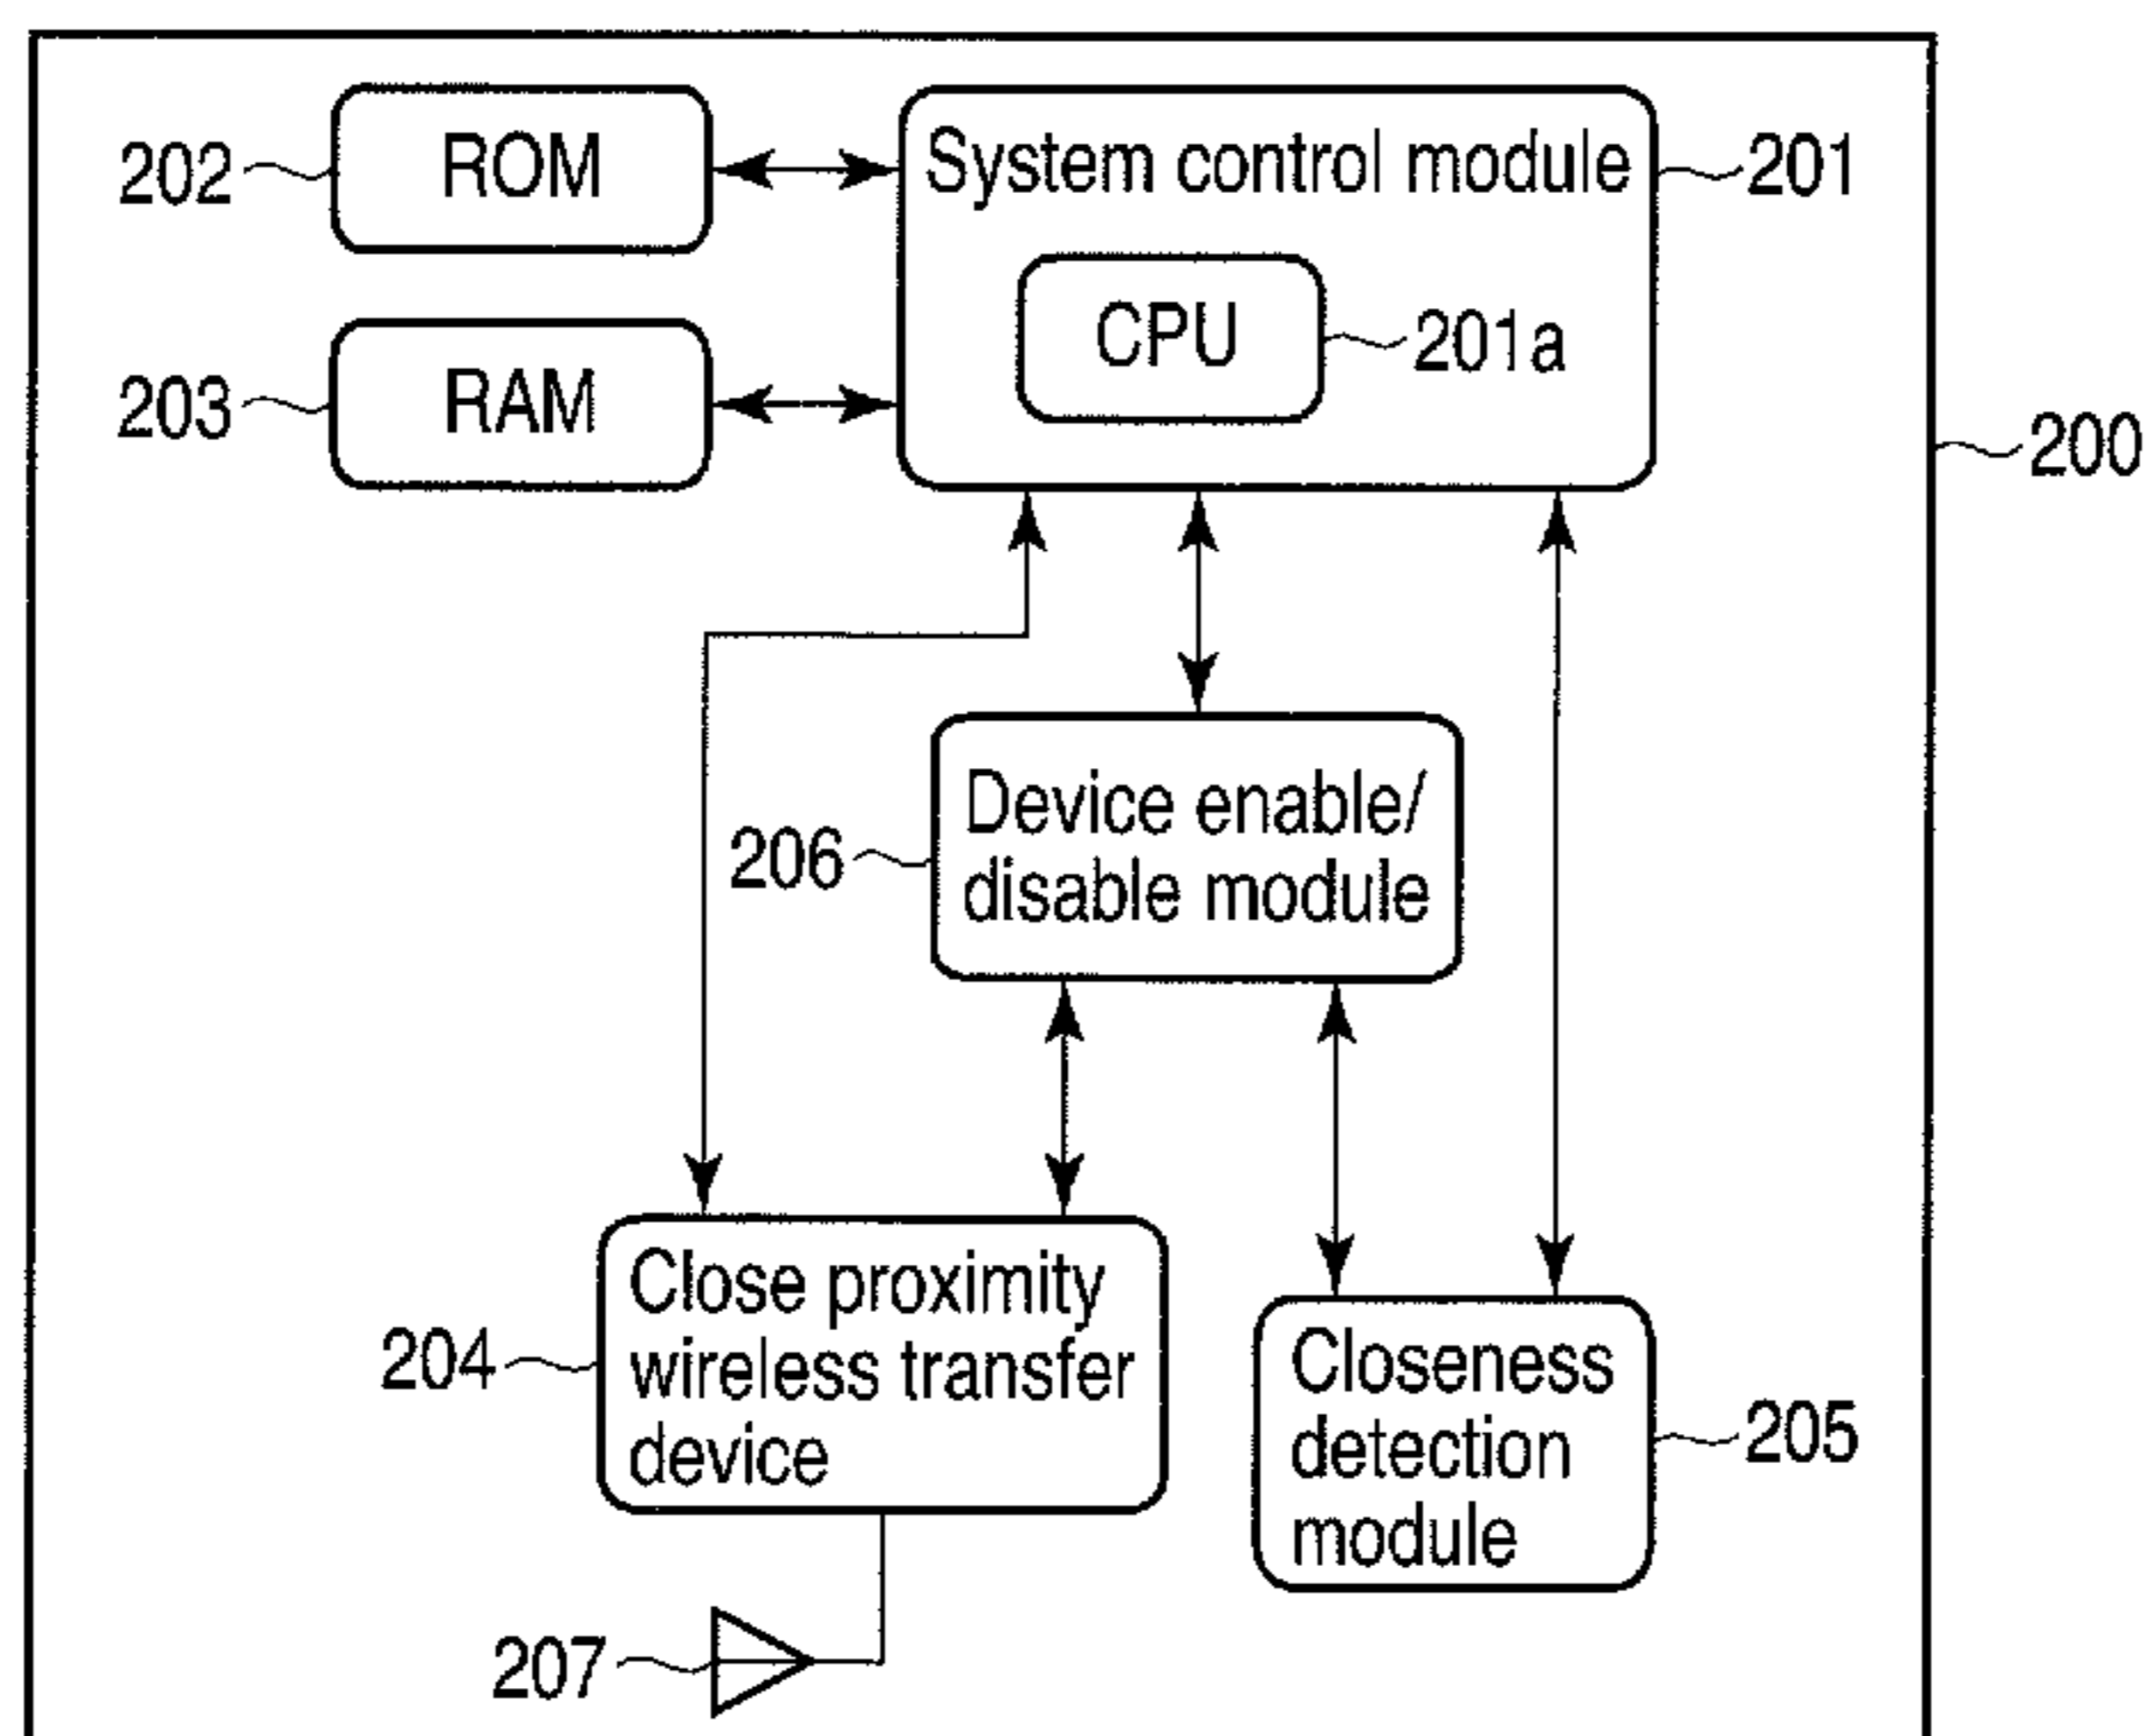 202
ROM
System control module
201
CPU
201a
203
RAM
200
Device enable/
disable module
206
Close proximity
wireless transfer
device
204
Closeness
detection
module
205
207